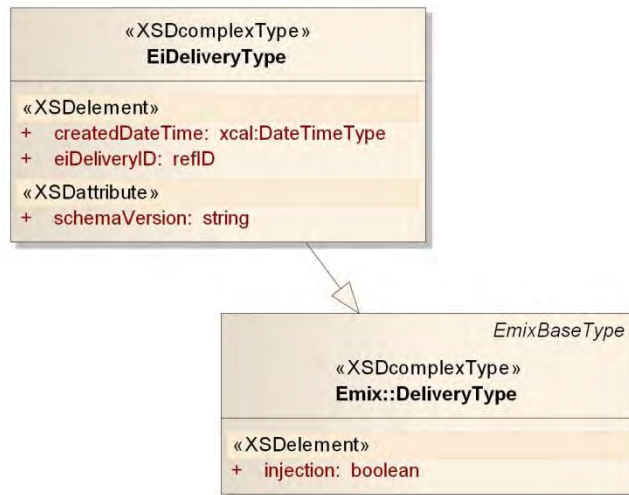 «XSDcomplexType»
EiDeliveryType
«XSDelement»
+ createdDateTime: xcal:DateTimeType
+ eiDeliveryID: refID
«XSDattribute»
+ schemaVersion: string
EmixBaseType
«XSDcomplexType»
Emix::DeliveryType
«XSDelement»
+ injection: boolean